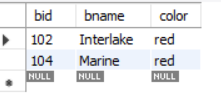 bid bname color
102 Interlake red
104 Marine red
NULL NULL NULL